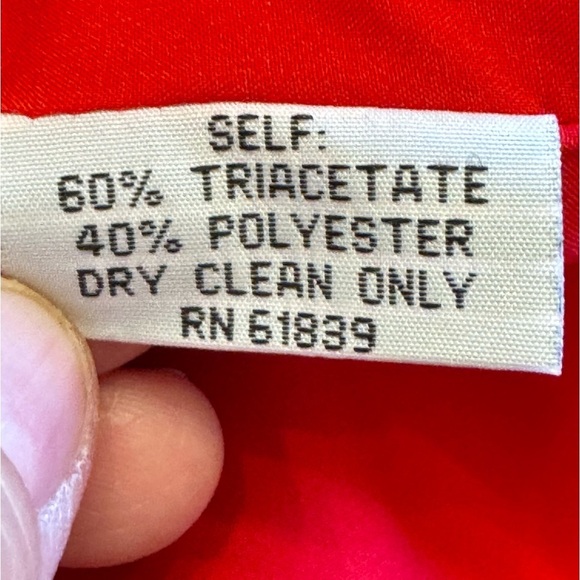 SELF:
60% TRIACETATE
40% POLYESTER
DRY CLEAN ONLY
RN 61839